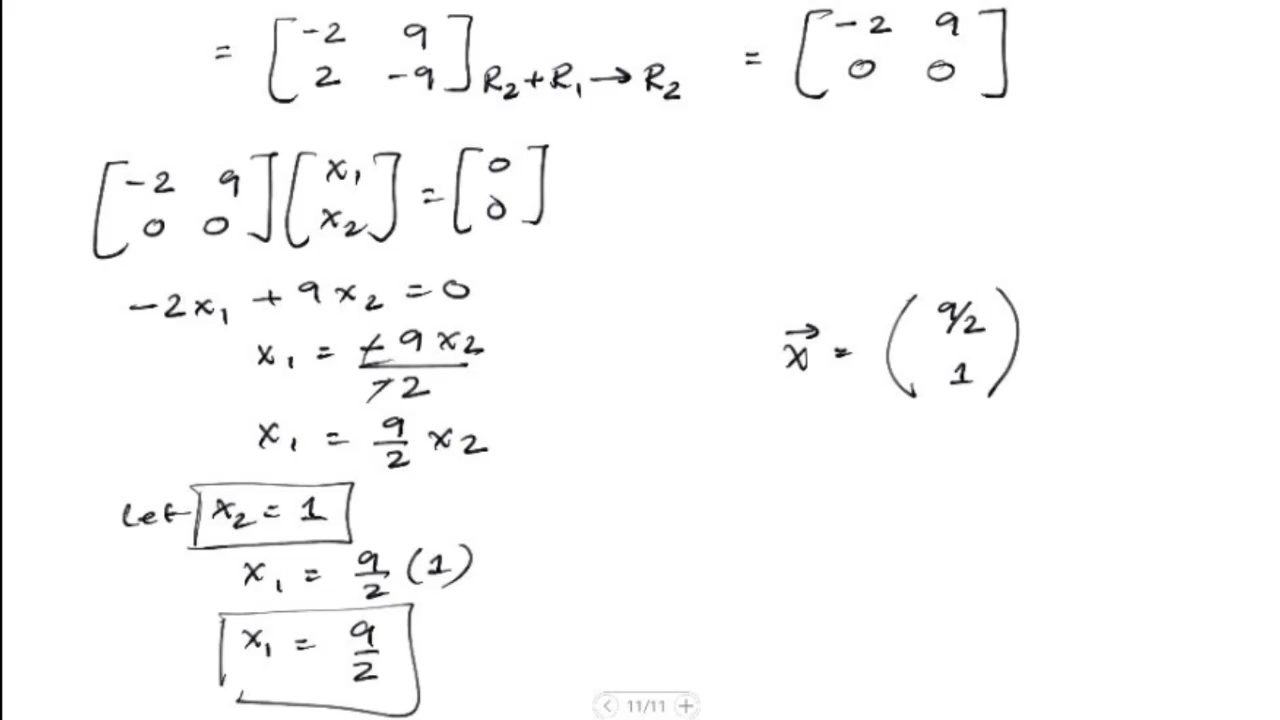 = [ -2 9 ; 2 -9 ] R₂ + R₁ → R₂ = [ -2 9 ; 0 0 ]
[ -2 9 ; 0 0 ] [ x₁ ; x₂ ] = [ 0 ; 0 ]
-2x₁ + 9x₂ = 0
x₁ = -9x₂ / -2
x₁ = 9/2 x₂
x⃗ = ( 9/2 ; 1 )
Let x₂ = 1
x₁ = 9/2 (1)
x₁ = 9/2
< 11/11 +